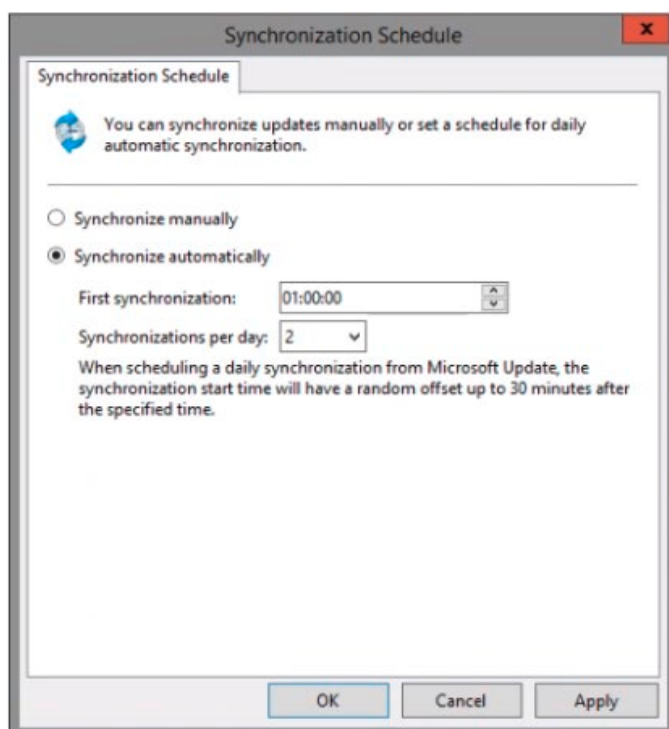 Synchronization Schedule
x
Synchronization Schedule
You can synchronize updates manually or set a schedule for daily
automatic synchronization.
Synchronize manually
Synchronize automatically
First synchronization: 01:00:00
Synchronizations per day: 2
When scheduling a daily synchronization from Microsoft Update, the
synchronization start time will have a random offset up to 30 minutes after
the specified time.
OK Cancel Apply